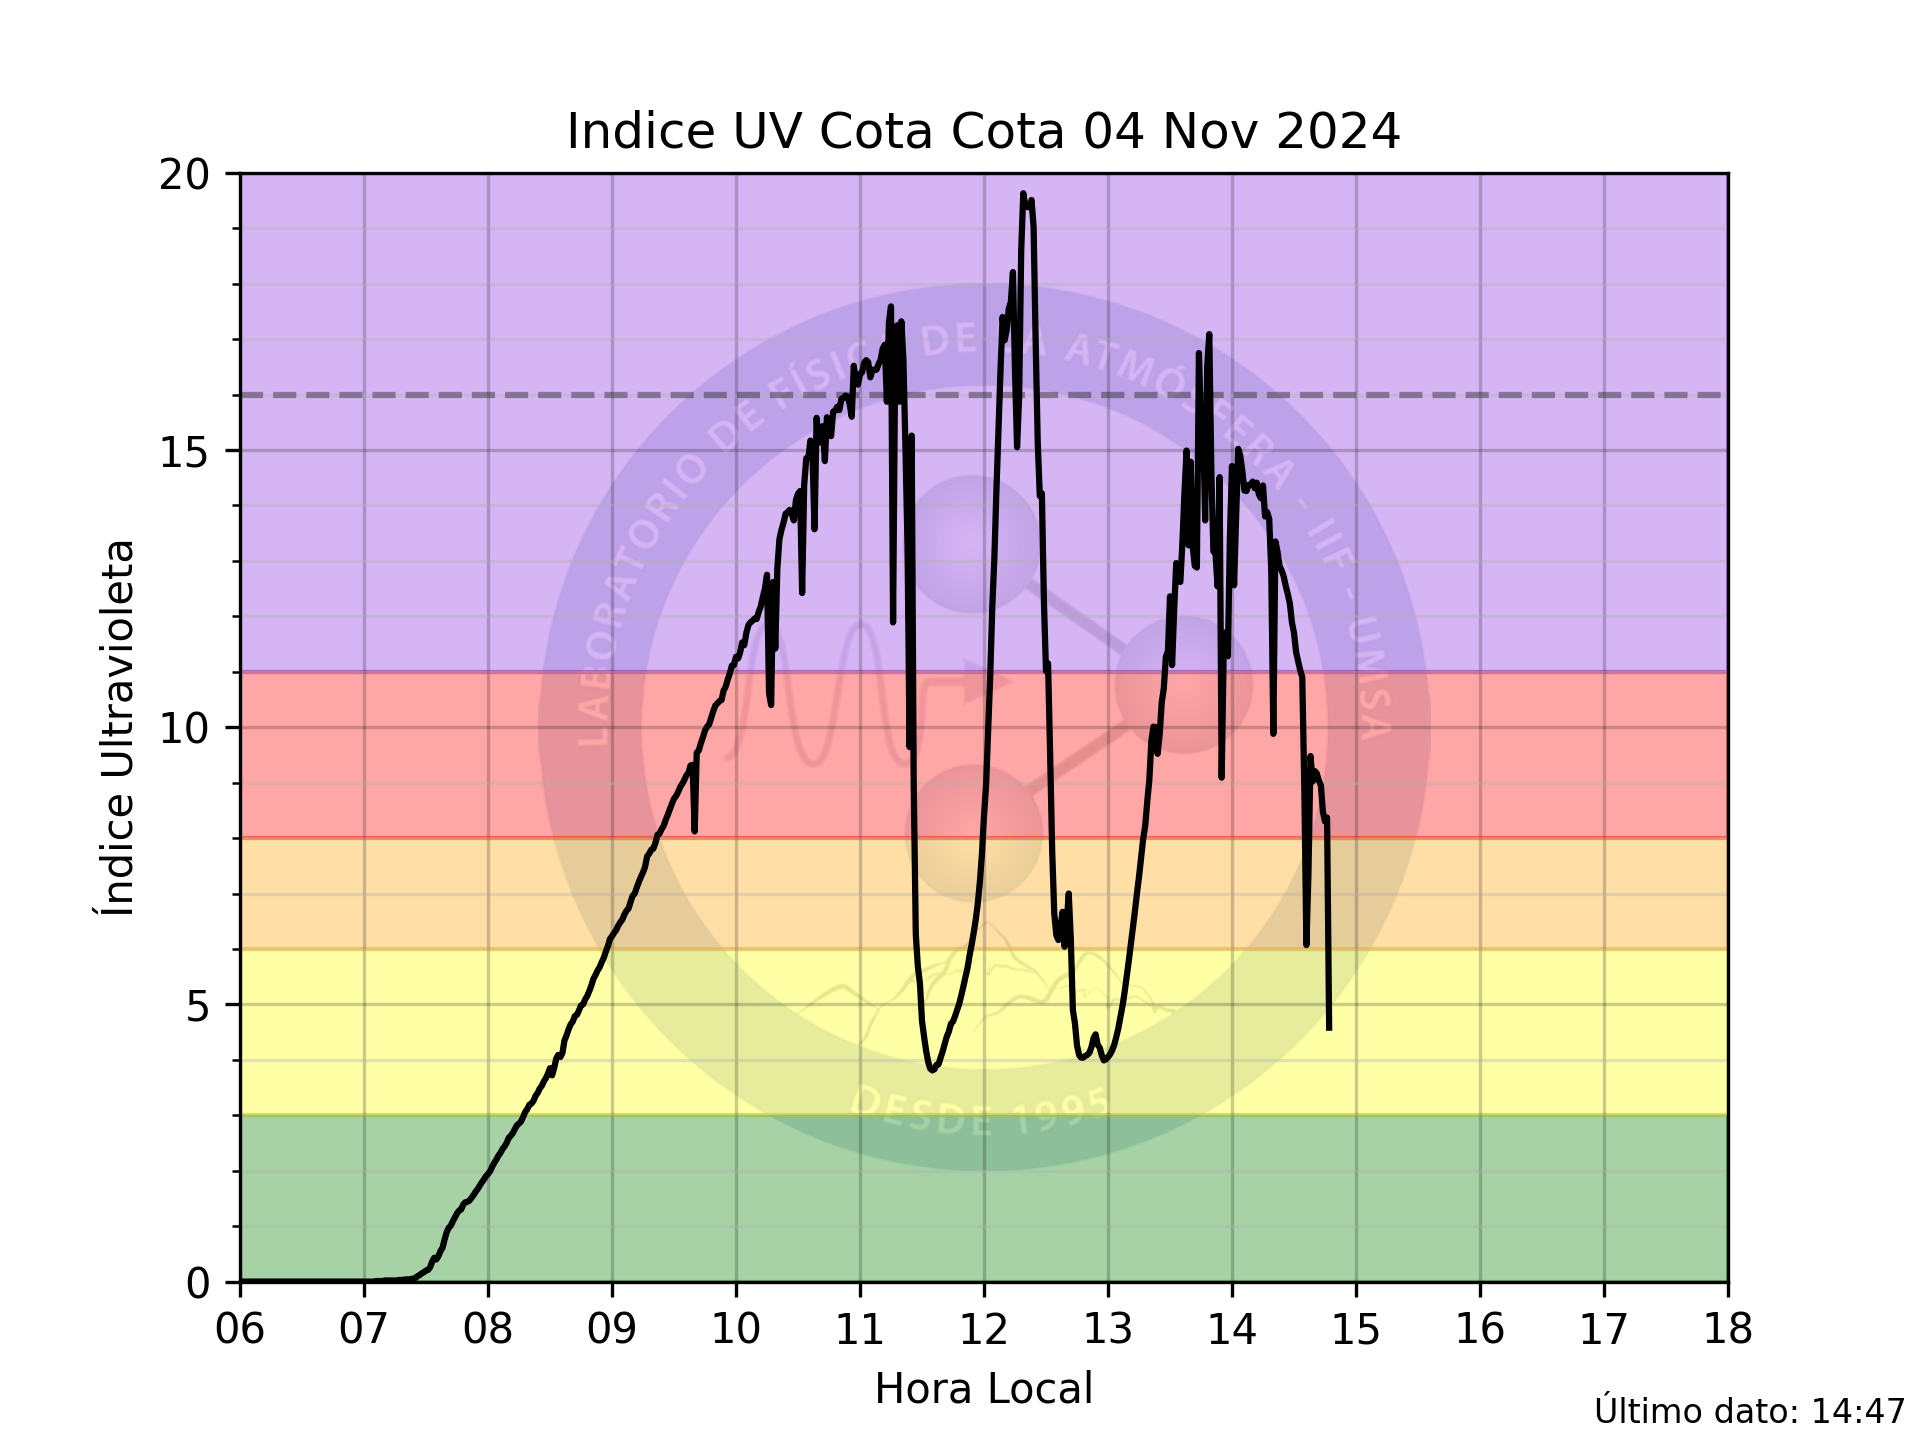 Indice UV Cota Cota 04 Nov 2024
20
15
10
5
0
Índice Ultravioleta
LABORATORIO DE FÍSICA DE LA ATMÓSFERA - IIF - UMSA
DESDE 1995
06 07 08 09 10 11 12 13 14 15 16 17 18
Hora Local
Último dato: 14:47